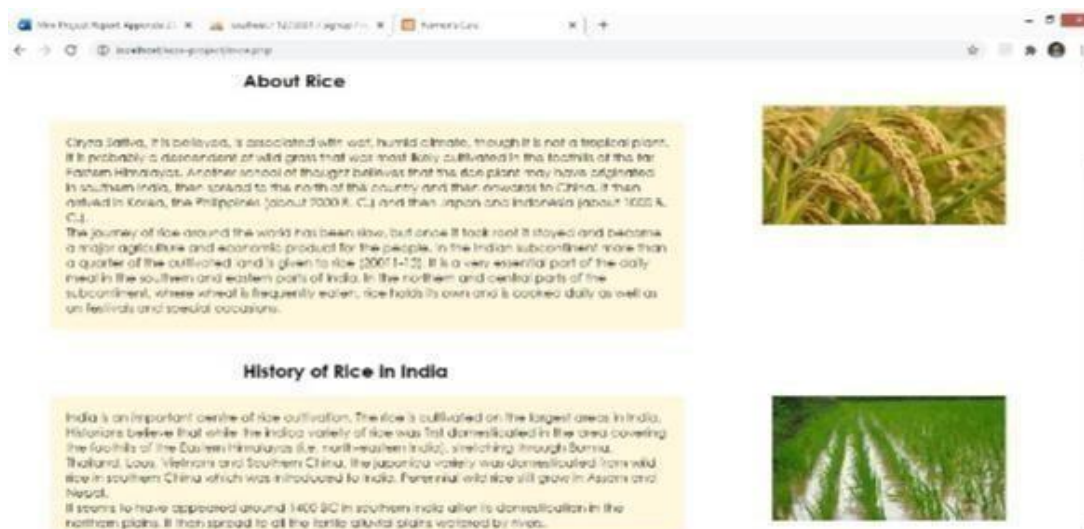 Farmer's Care
About Rice
Oryza Sativa, it is believed, is associated with wet, humid climate, though it is not a tropical plant.
It is probably a descendent of wild grass that was most likely cultivated in the foothills of the far
Eastern Himalayas. Another school of thought believes that the rice plant may have originated
in southern India, then spread to the north of the country and then onwards to China. It then
arrived in Korea, the Philippines (about 2000 B. C.) and then Japan and Indonesia (about 1000 B.
C.).
The journey of rice around the world has been slow, but once it took root it stayed and became
a major agriculture and economic product for the people. In the Indian subcontinent more than
a quarter of the cultivated land is given to rice (20011-12). It is a very essential part of the daily
meal in the southern and eastern parts of India. In the northern and central parts of the
subcontinent, where wheat is frequently eaten, rice holds its own and is cooked daily as well as
on festivals and special occasions.
History of Rice in India
India is an important centre of rice cultivation. The rice is cultivated on the largest areas in India.
Historians believe that while the indica variety of rice was first domesticated in the area covering
the foothills of the Eastern Himalayas (i.e. north-eastern India), stretching through Burma,
Thailand, Laos, Vietnam and Southern China, the japonica variety was domesticated from wild
rice in southern China which was introduced to India. Perennial wild rice still grow in Assam and
Nepal.
It seems to have appeared around 1400 BC in southern India after its domestication in the
northern plains. It then spread to all the fertile alluvial plains watered by rivers.